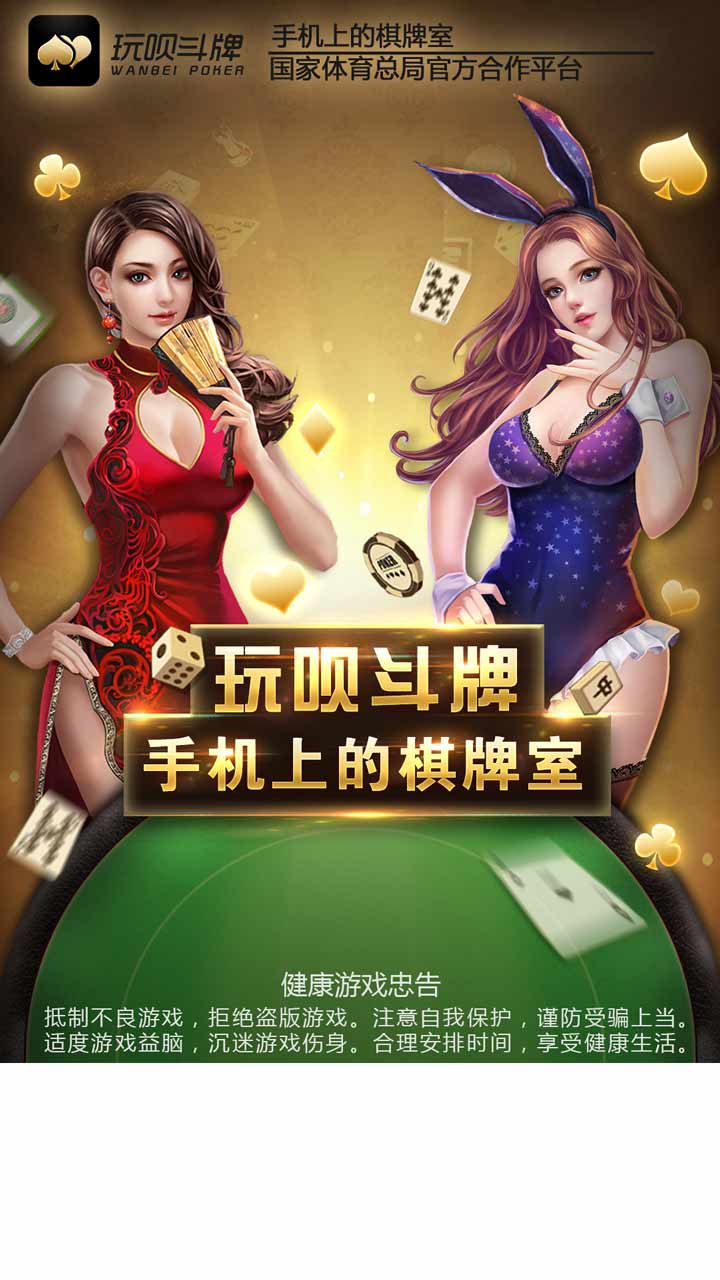 玩呗斗牌
WANBEI POKER
手机上的棋牌室
国家体育总局官方合作平台
POKER
中
玩呗斗牌
手机上的棋牌室
健康游戏忠告
抵制不良游戏，拒绝盗版游戏。注意自我保护，谨防受骗上当。
适度游戏益脑，沉迷游戏伤身。合理安排时间，享受健康生活。